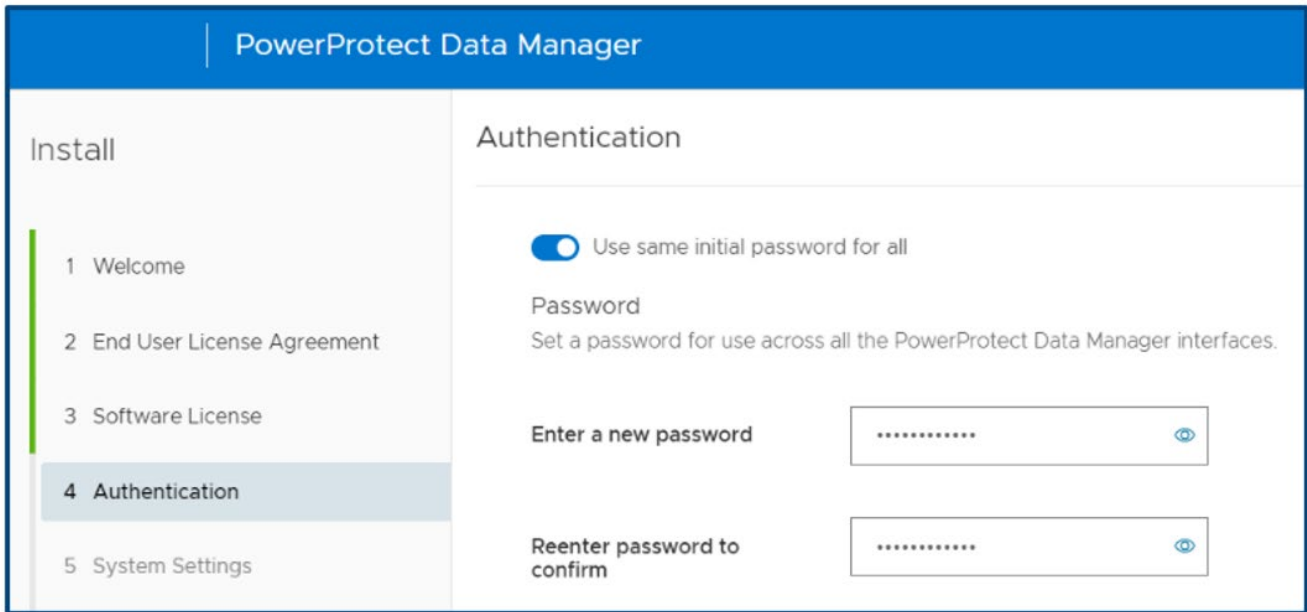 PowerProtect Data Manager
Install
1 Welcome
2 End User License Agreement
3 Software License
4 Authentication
5 System Settings
Authentication
Use same initial password for all
Password
Set a password for use across all the PowerProtect Data Manager interfaces.
Enter a new password
••••••••••••
Reenter password to
confirm
••••••••••••